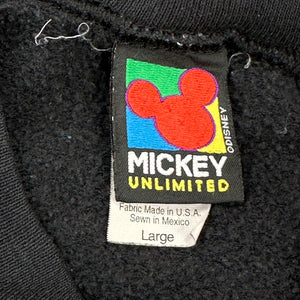 ©DISNEY
MICKEY
UNLIMITED
Fabric Made in U.S.A.
Sewn in Mexico
Large